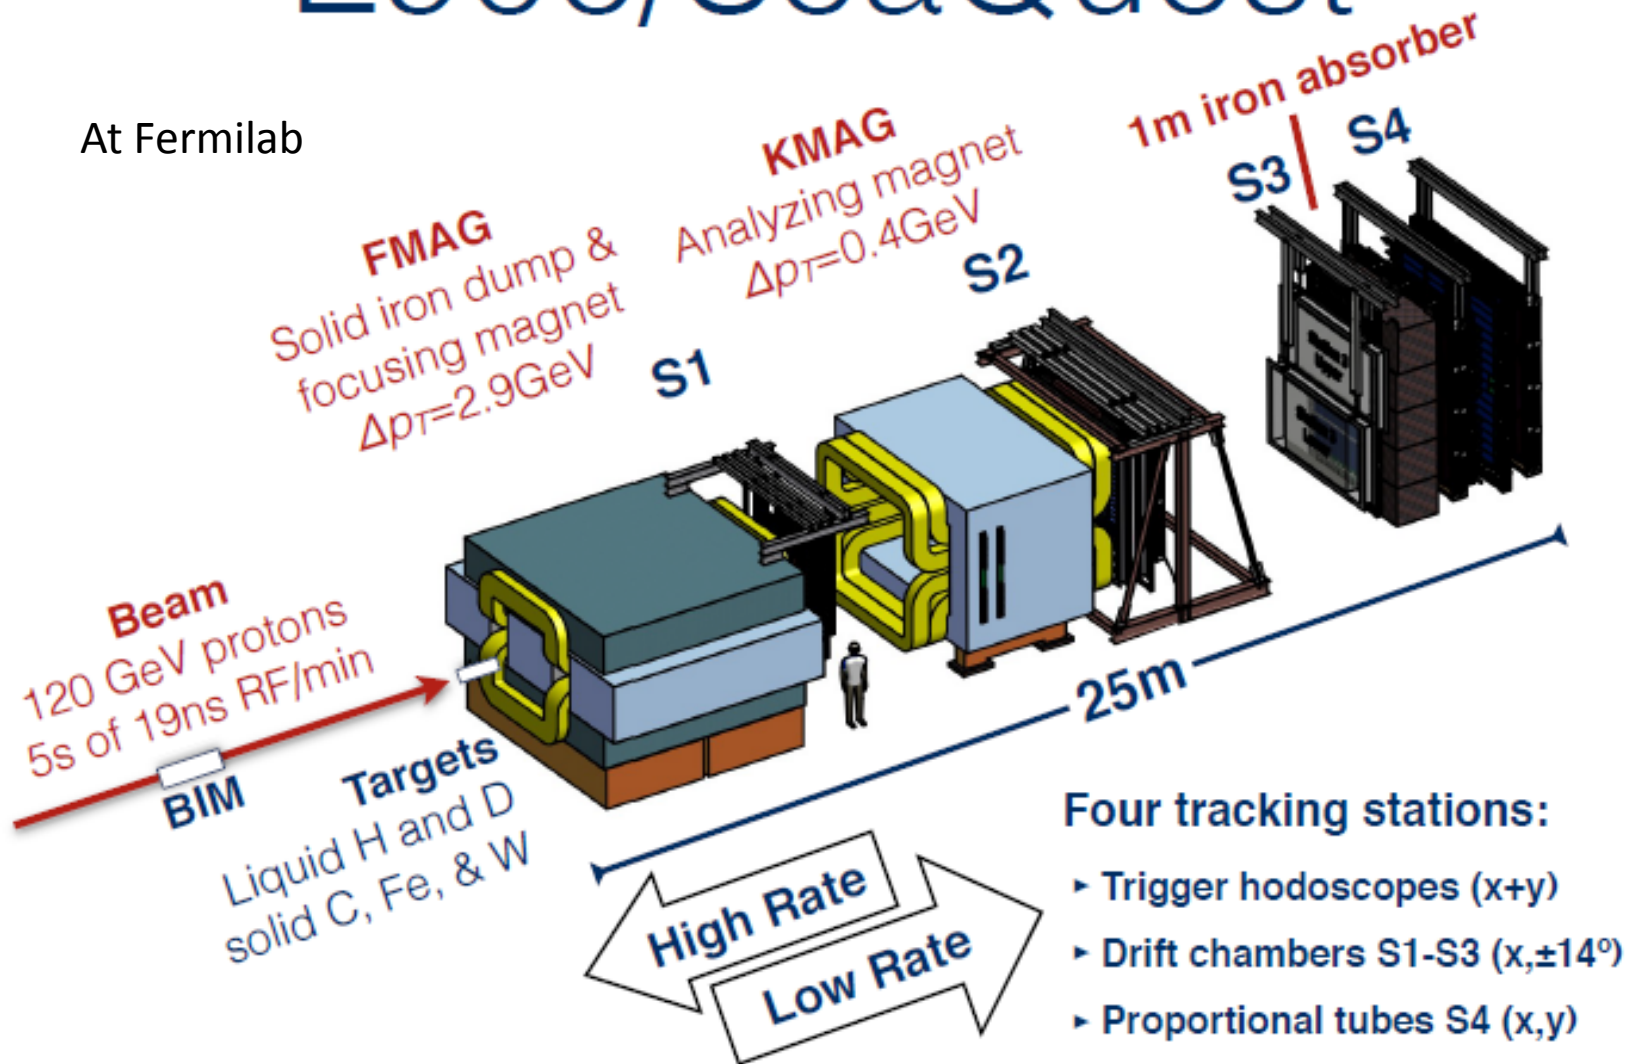 At Fermilab
1m iron absorber
S4
S3
KMAG
Analyzing magnet
ΔpT=0.4GeV
S2
FMAG
Solid iron dump &
focusing magnet
ΔpT=2.9GeV
S1
Beam
120 GeV protons
5s of 19ns RF/min
BIM
Targets
Liquid H and D
solid C, Fe, & W
25m
High Rate
Low Rate
Four tracking stations:
‣ Trigger hodoscopes (x+y)
‣ Drift chambers S1-S3 (x,±14º)
‣ Proportional tubes S4 (x,y)